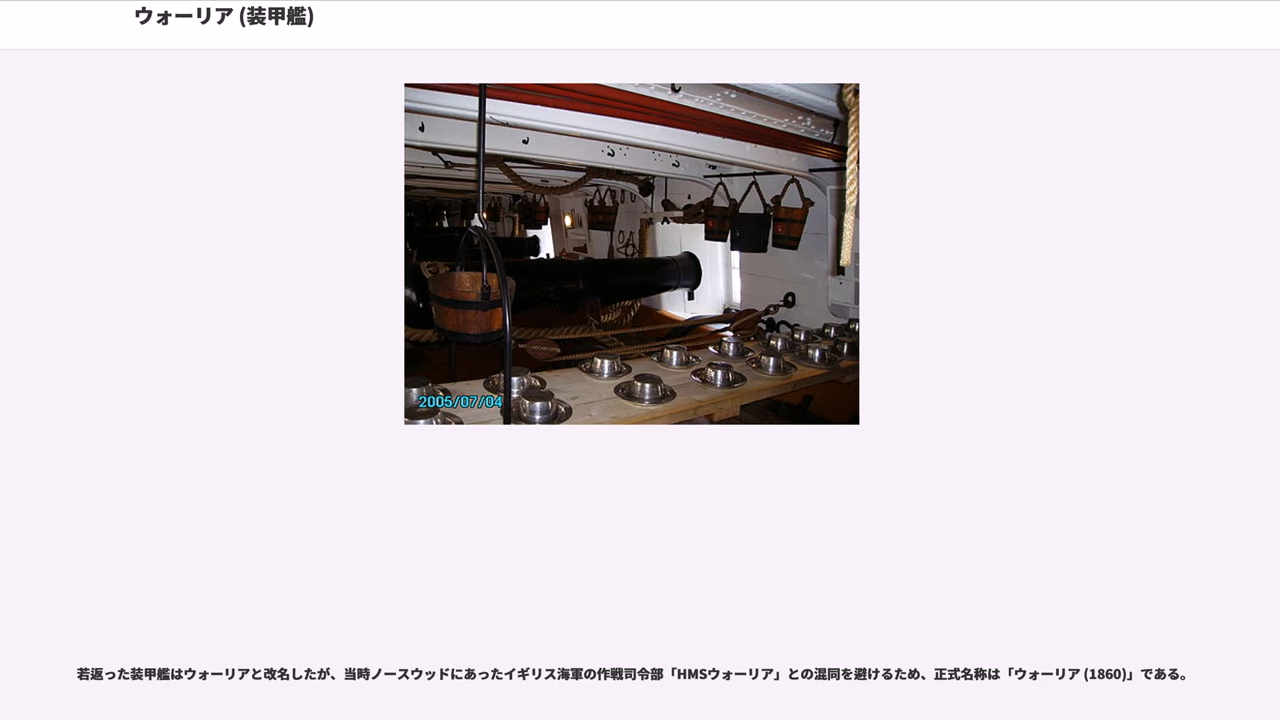 ウォーリア (装甲艦)
2005/07/04
若返った装甲艦はウォーリアと改名したが、当時ノースウッドにあったイギリス海軍の作戦司令部「HMSウォーリア」との混同を避けるため、正式名称は「ウォーリア (1860)」である。